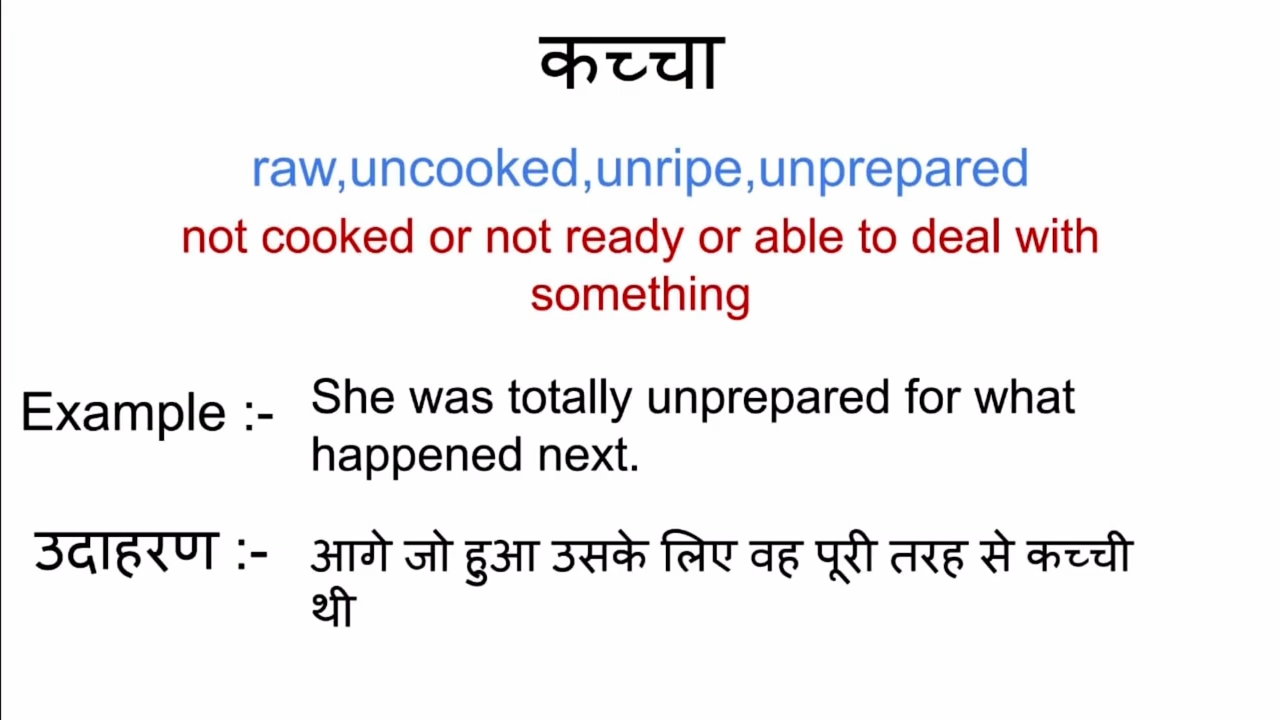 कच्चा
raw,uncooked,unripe,unprepared
not cooked or not ready or able to deal with
something
Example :- She was totally unprepared for what
happened next.
उदाहरण :- आगे जो हुआ उसके लिए वह पूरी तरह से कच्ची
थी